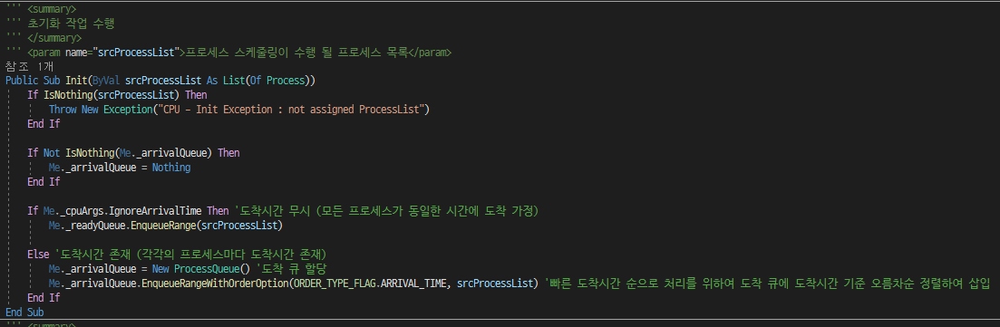 ''' <summary>
''' 초기화 작업 수행
''' </summary>
''' <param name="srcProcessList">프로세스 스케줄링이 수행 될 프로세스 목록</param>
참조 1개
Public Sub Init(ByVal srcProcessList As List(Of Process))
If IsNothing(srcProcessList) Then
Throw New Exception("CPU - Init Exception : not assigned ProcessList")
End If
If Not IsNothing(Me._arrivalQueue) Then
Me._arrivalQueue = Nothing
End If
If Me._cpuArgs.IgnoreArrivalTime Then '도착시간 무시 (모든 프로세스가 동일한 시간에 도착 가정)
Me._readyQueue.EnqueueRange(srcProcessList)
Else '도착시간 존재 (각각의 프로세스마다 도착시간 존재)
Me._arrivalQueue = New ProcessQueue() '도착 큐 할당
Me._arrivalQueue.EnqueueRangeWithOrderOption(ORDER_TYPE_FLAG.ARRIVAL_TIME, srcProcessList) '빠른 도착시간 순으로 처리를 위하여 도착 큐에 도착시간 기준 오름차순 정렬하여 삽입
End If
End Sub
''' <summary>